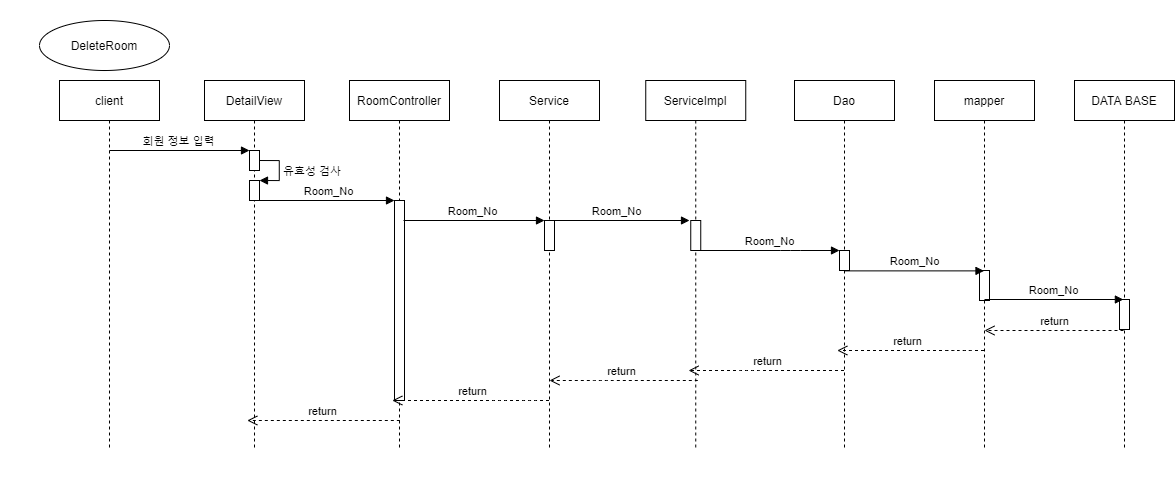 DeleteRoom
client
DetailView
RoomController
Service
ServiceImpl
Dao
mapper
DATA BASE
회원 정보 입력
유효성 검사
Room_No
Room_No
Room_No
Room_No
Room_No
Room_No
return
return
return
return
return
return